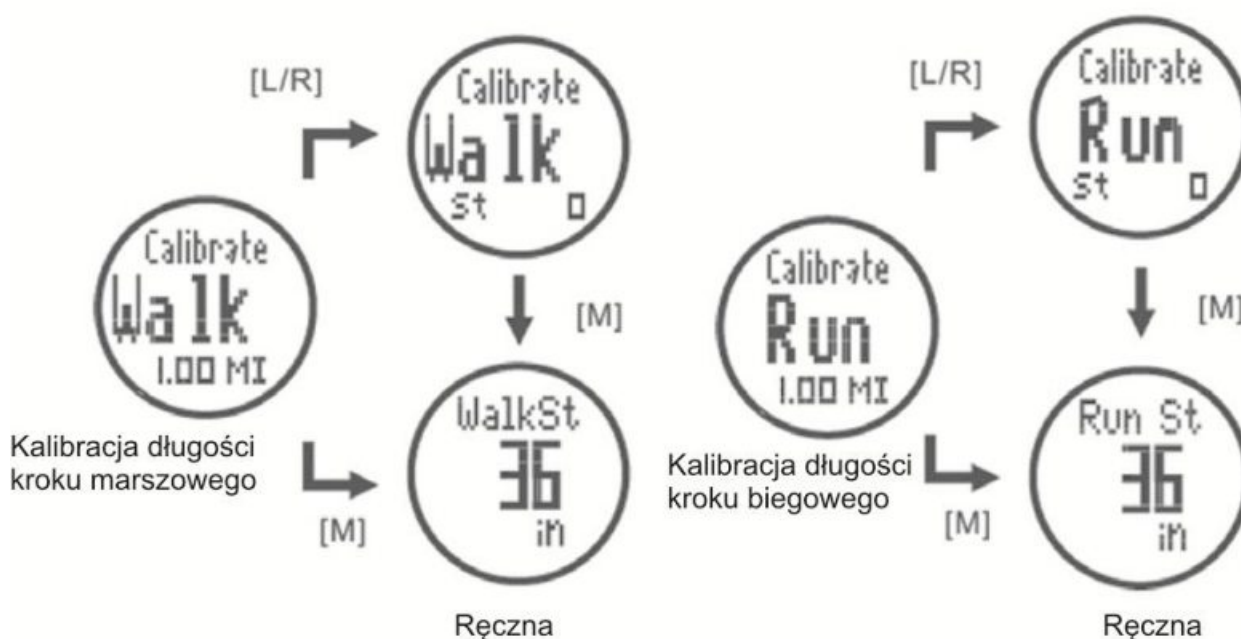 [L/R]
Calibrate
Walk
St 0
Calibrate
Walk
1.00 MI
[M]
WalkSt
36
in
Kalibracja długości
kroku marszowego
[M]
Ręczna
[L/R]
Calibrate
Run
St 0
Calibrate
Run
1.00 MI
[M]
Run St
36
in
Kalibracja długości
kroku biegowego
[M]
Ręczna